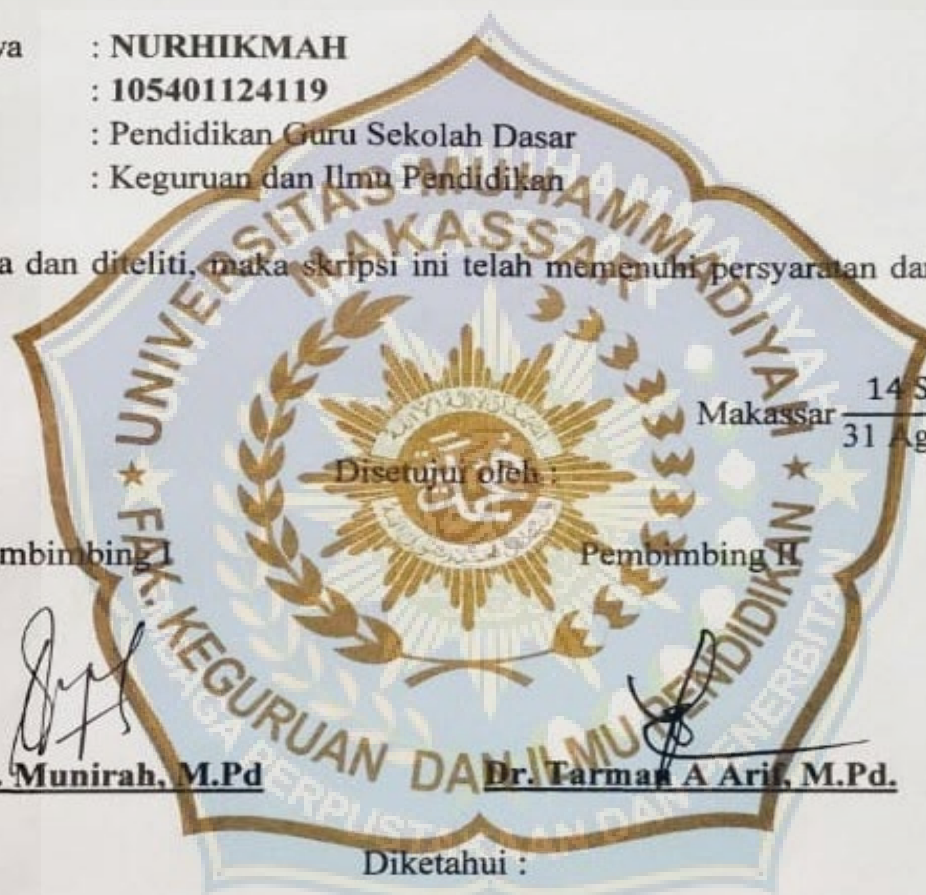 : NURHIKMAH
: 105401124119
: Pendidikan Guru Sekolah Dasar
: Keguruan dan Ilmu Pendidikan
dan diteliti, maka skripsi ini telah memenuhi persyaratan
Makassar 14
31
Disetujui oleh :
Pembimbing II
Munirah, M.Pd
Dr. Tarman A Arif, M.Pd.
Diketahui :
UNIVERSITAS MUHAMMADIYAH
MAKASSAR
★ FAK. KEGURUAN DAN ILMU PENDIDIKAN ★